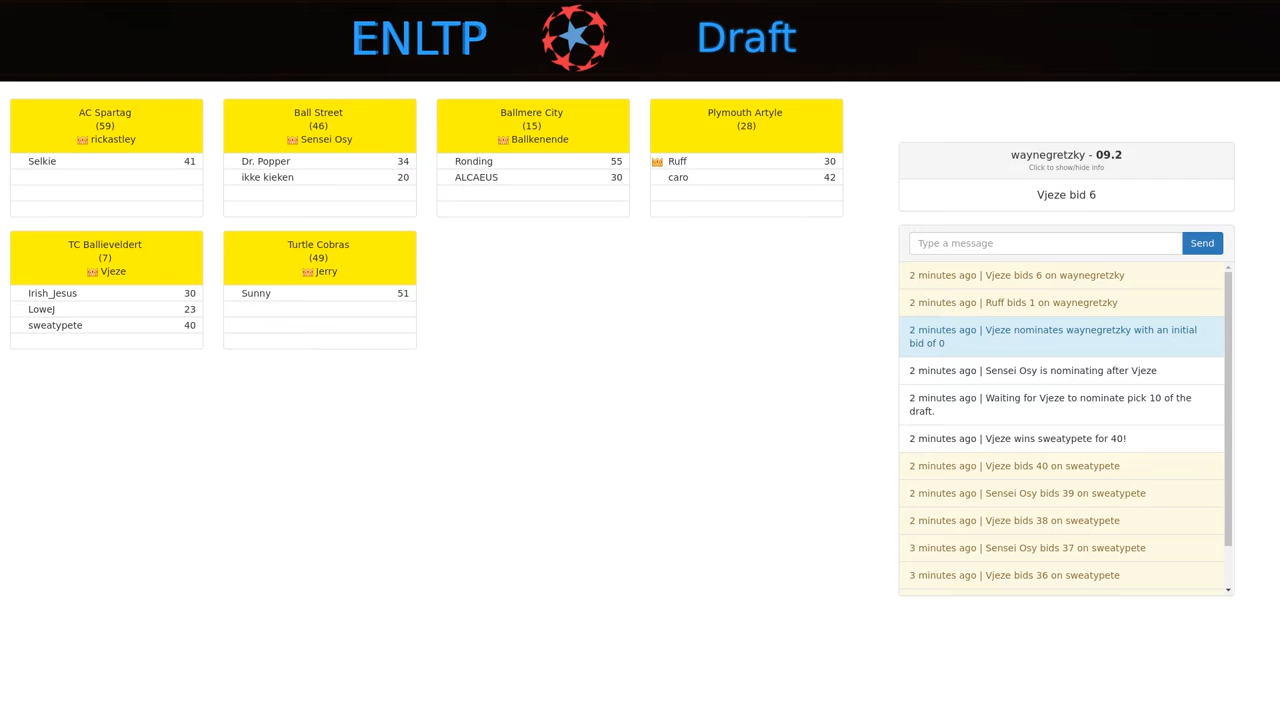 ENLTP Draft
AC Spartag
(59)
rickastley
Selkie 41
Ball Street
(46)
Sensei Osy
Dr. Popper 34
ikke kieken 20
Ballmere City
(15)
Ballkenende
Ronding 55
ALCAEUS 30
Plymouth Artyle
(28)
Ruff 30
caro 42
TC Ballieveldert
(7)
Vjeze
Irish_Jesus 30
LoweJ 23
sweatypete 40
Turtle Cobras
(49)
Jerry
Sunny 51
waynegretzky - 09.2
Click to show/hide info
Vjeze bid 6
Type a message
Send
2 minutes ago | Vjeze bids 6 on waynegretzky
2 minutes ago | Ruff bids 1 on waynegretzky
2 minutes ago | Vjeze nominates waynegretzky with an initial
bid of 0
2 minutes ago | Sensei Osy is nominating after Vjeze
2 minutes ago | Waiting for Vjeze to nominate pick 10 of the
draft.
2 minutes ago | Vjeze wins sweatypete for 40!
2 minutes ago | Vjeze bids 40 on sweatypete
2 minutes ago | Sensei Osy bids 39 on sweatypete
2 minutes ago | Vjeze bids 38 on sweatypete
3 minutes ago | Sensei Osy bids 37 on sweatypete
3 minutes ago | Vjeze bids 36 on sweatypete